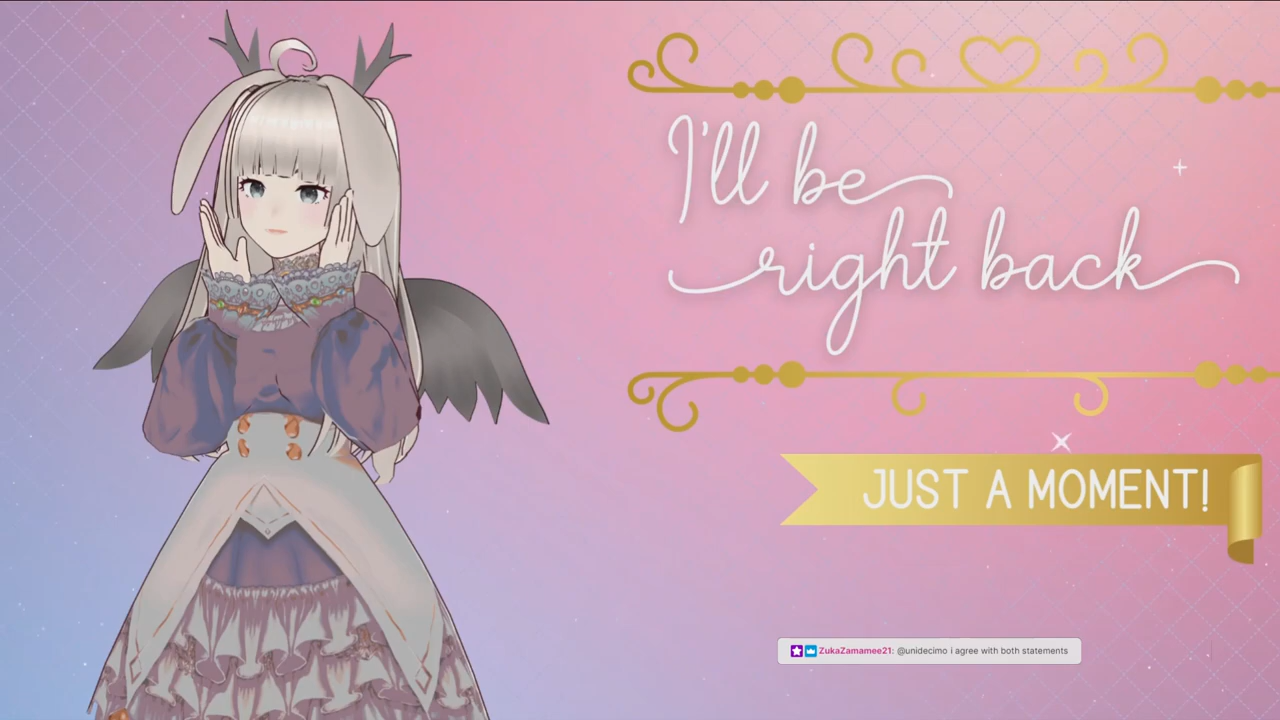 I'll be
right back
JUST A MOMENT!
ZukaZamamee21: @unidecimo i agree with both statements